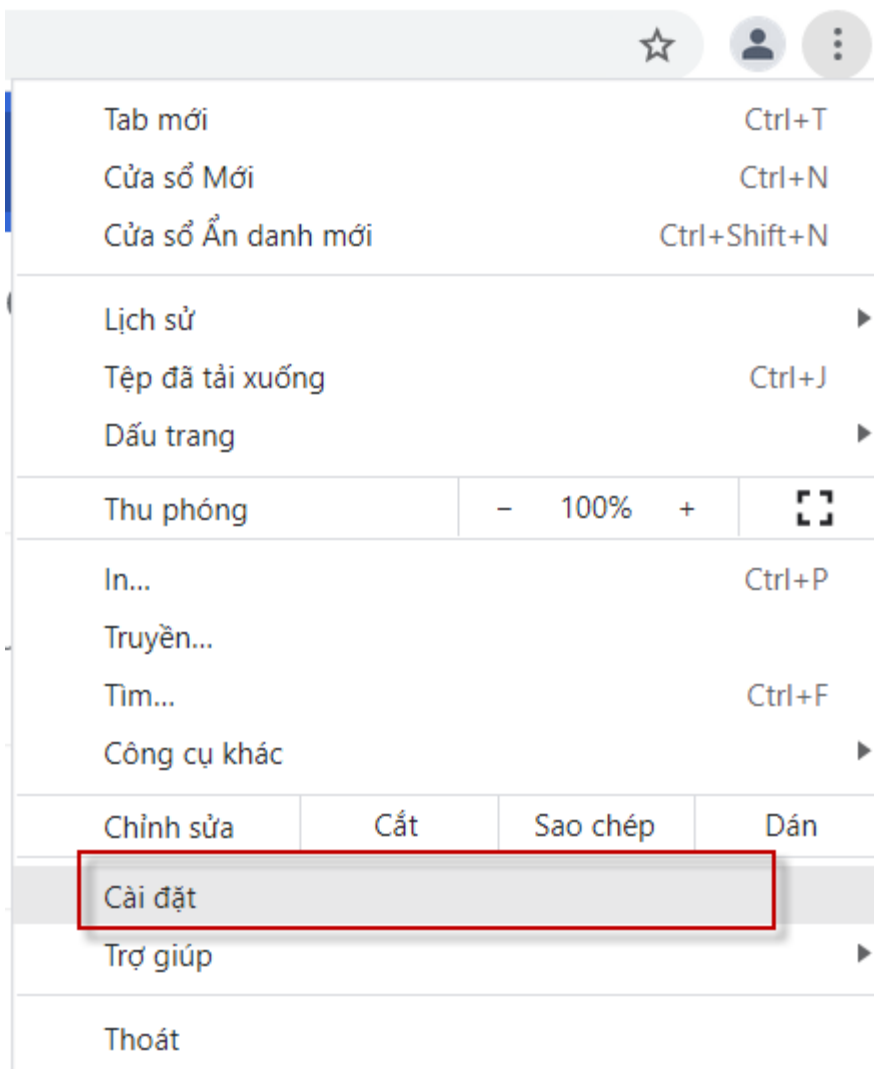 Tab mới Ctrl+T
Cửa sổ Mới Ctrl+N
Cửa sổ Ẩn danh mới Ctrl+Shift+N
Lịch sử
Tệp đã tải xuống Ctrl+J
Dấu trang
Thu phóng − 100% +
In... Ctrl+P
Truyền...
Tìm... Ctrl+F
Công cụ khác
Chỉnh sửa Cắt Sao chép Dán
Cài đặt
Trợ giúp
Thoát